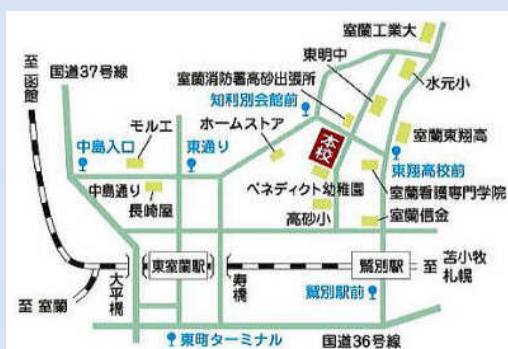 室蘭工業大
至 函館
国道37号線
東明中
室蘭消防署高砂出張所
水元小
知利別会館前
ホームストア
モルエ
中島入口
東通り
本校
室蘭東翔高
東翔高校前
ベネディクト幼稚園
室蘭看護専門学院
中島通り
長崎屋
高砂小
室蘭信金
東室蘭駅
鷲別駅
至 苫小牧
札幌
大平橋
寿橋
至 室蘭
鷲別駅前
東町ターミナル
国道36号線